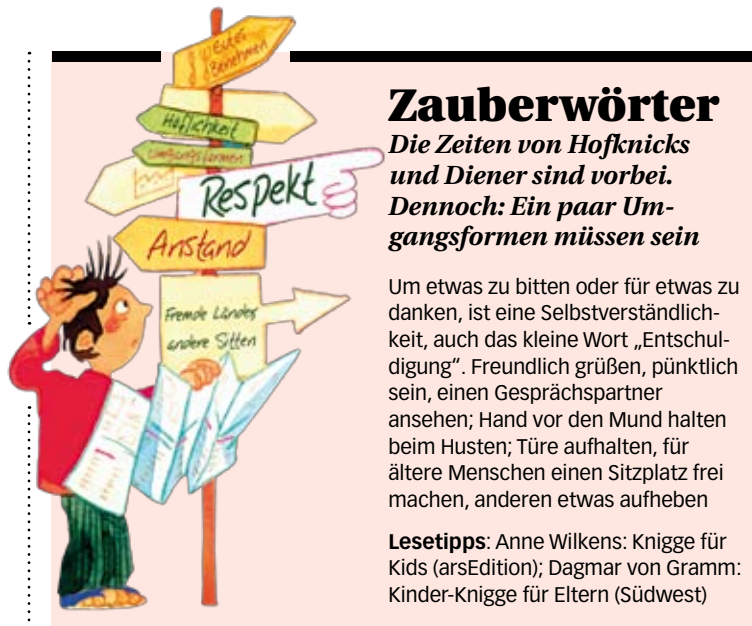 Gutes
Benehmen
Höflichkeit
Umgangsformen
Respekt
Anstand
Fremde Länder
andere Sitten
Zauberwörter
Die Zeiten von Hofknicks
und Diener sind vorbei.
Dennoch: Ein paar Um-
gangsformen müssen sein
Um etwas zu bitten oder für etwas zu
danken, ist eine Selbstverständlich-
keit, auch das kleine Wort „Entschul-
digung“. Freundlich grüßen, pünktlich
sein, einen Gesprächspartner
ansehen; Hand vor den Mund halten
beim Husten; Türe aufhalten, für
ältere Menschen einen Sitzplatz frei
machen, anderen etwas aufheben
Lesetipps: Anne Wilkens: Knigge für
Kids (arsEdition); Dagmar von Gramm:
Kinder-Knigge für Eltern (Südwest)